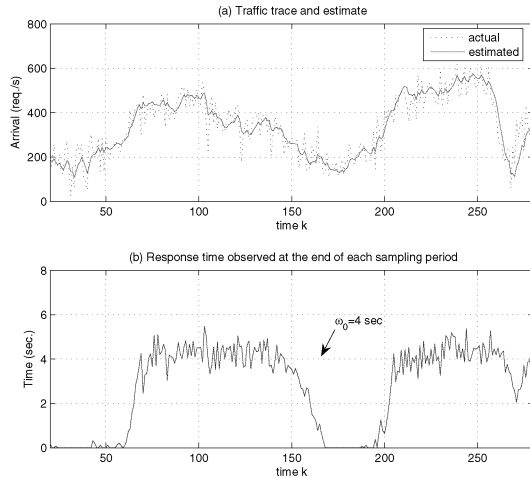 (a) Traffic trace and estimate
800
600
400
200
0
Arrival (req./s)
actual
estimated
50
100
150
200
250
time k
(b) Response time observed at the end of each sampling period
8
6
4
2
0
Time (sec.)
ω0=4 sec
50
100
150
200
250
time k